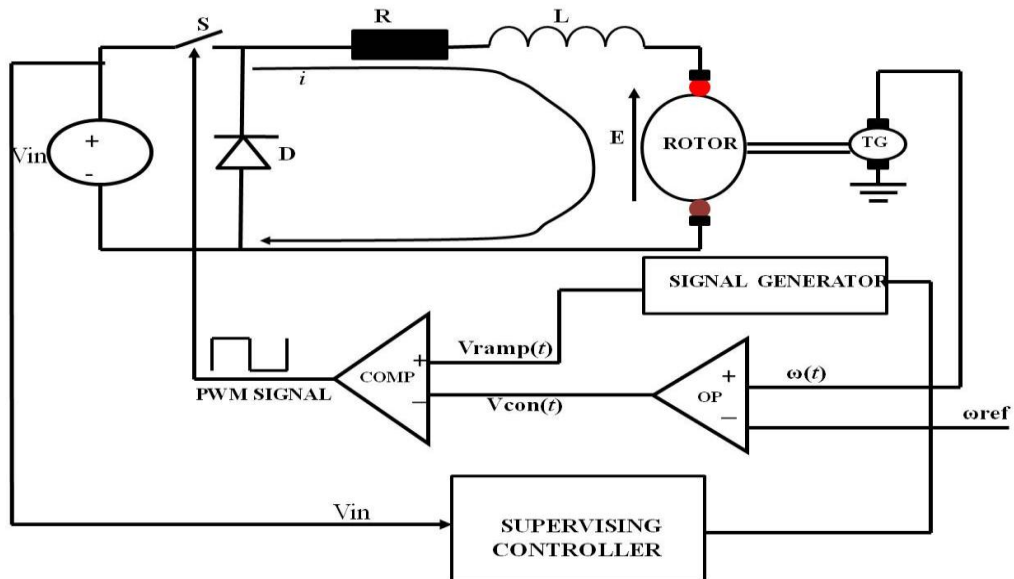 S
R
L
i
Vin
+
-
D
E
ROTOR
TG
SIGNAL GENERATOR
Vramp(t)
+
COMP
−
Vcon(t)
PWM SIGNAL
+
OP
−
ω(t)
ωref
Vin
SUPERVISING
CONTROLLER